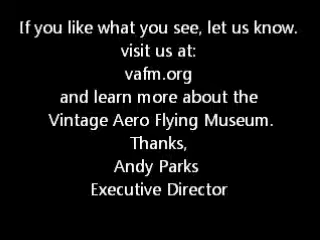 If you like what you see, let us know.
visit us at:
vafm.org
and learn more about the
Vintage Aero Flying Museum.
Thanks,
Andy Parks
Executive Director